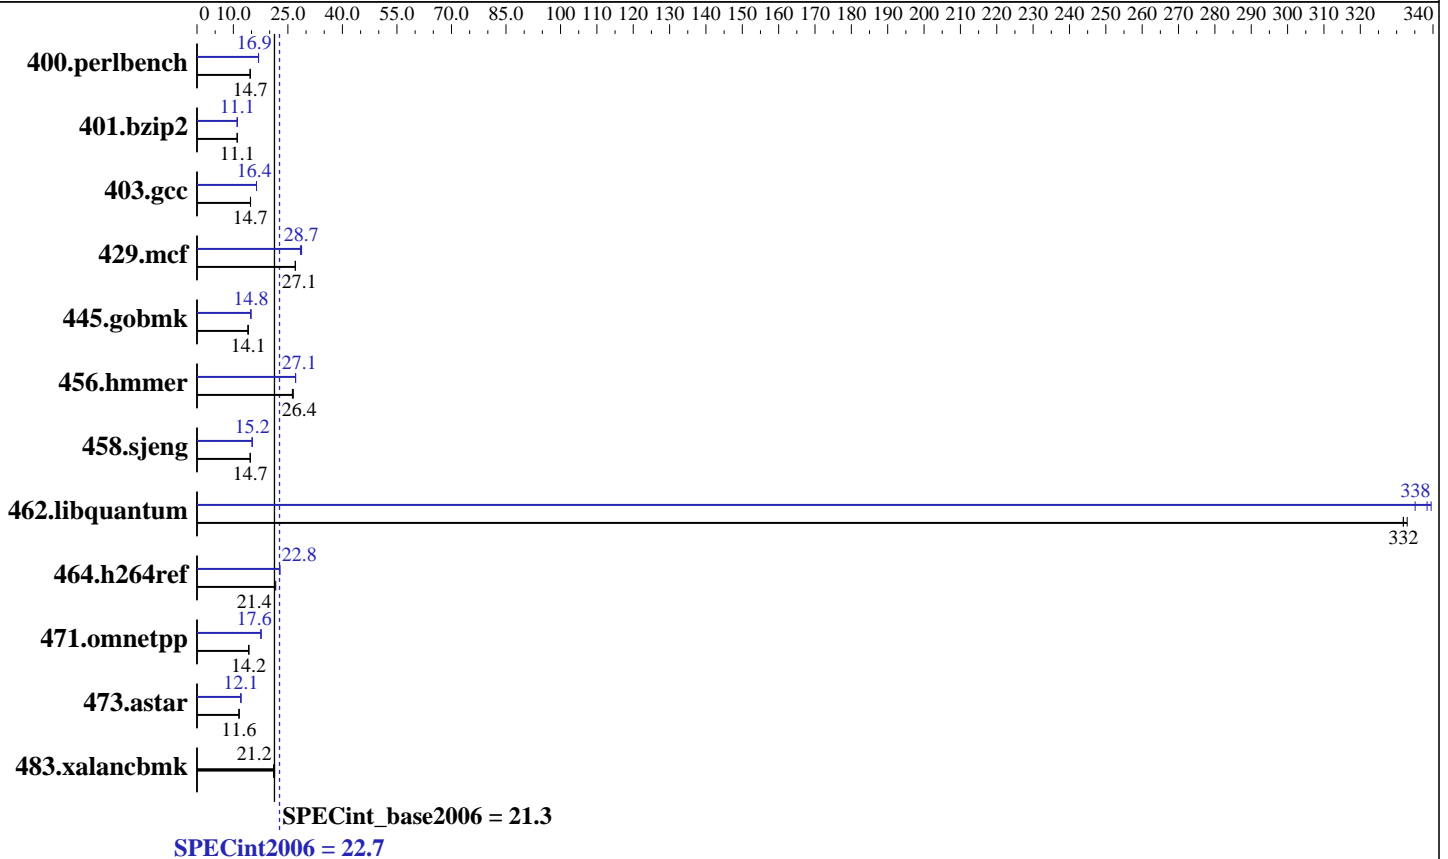 0 10.0 25.0 40.0 55.0 70.0 85.0 100 110 120 130 140 150 160 170 180 190 200 210 220 230 240 250 260 270 280 290 300 310 320 340
16.9
400.perlbench
14.7
11.1
401.bzip2
11.1
16.4
403.gcc
14.7
28.7
429.mcf
27.1
14.8
445.gobmk
14.1
27.1
456.hmmer
26.4
15.2
458.sjeng
14.7
338
462.libquantum
332
22.8
464.h264ref
21.4
17.6
471.omnetpp
14.2
12.1
473.astar
11.6
21.2
483.xalancbmk
SPECint_base2006 = 21.3
SPECint2006 = 22.7